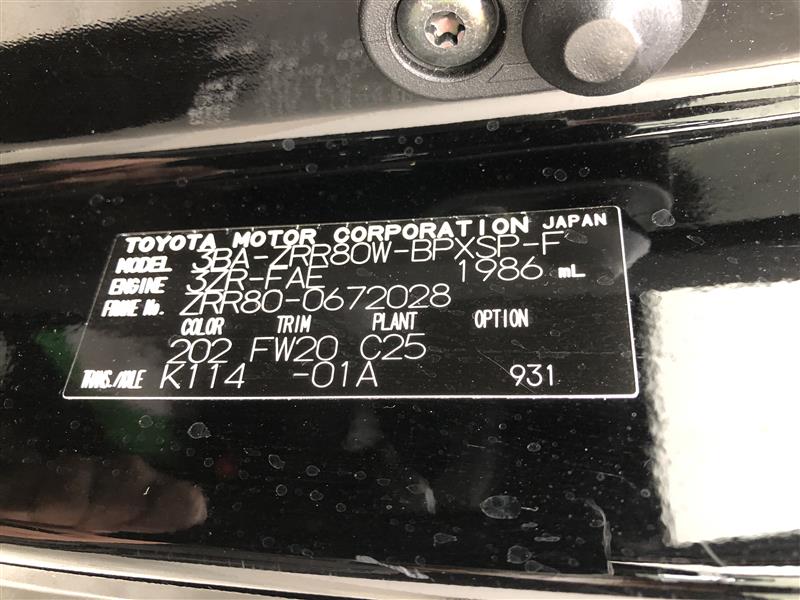 TOYOTA MOTOR CORPORATION JAPAN
MODEL 3BA-ZRR80W-BPXSP-F
ENGINE 3ZR-FAE 1986 mL
FRAME No. ZRR80-0672028
COLOR TRIM PLANT OPTION
202 FW20 C25
TRANS./AXLE K114 -01A 931